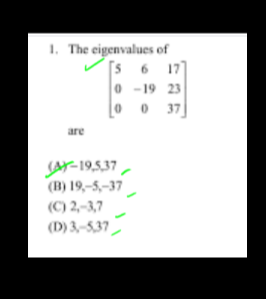 1. The eigenvalues of
[5 6 17]
[0 -19 23]
[0 0 37]
are
(A) -19,5,37
(B) 19,-5,-37
(C) 2,-3,7
(D) 3,-5,37